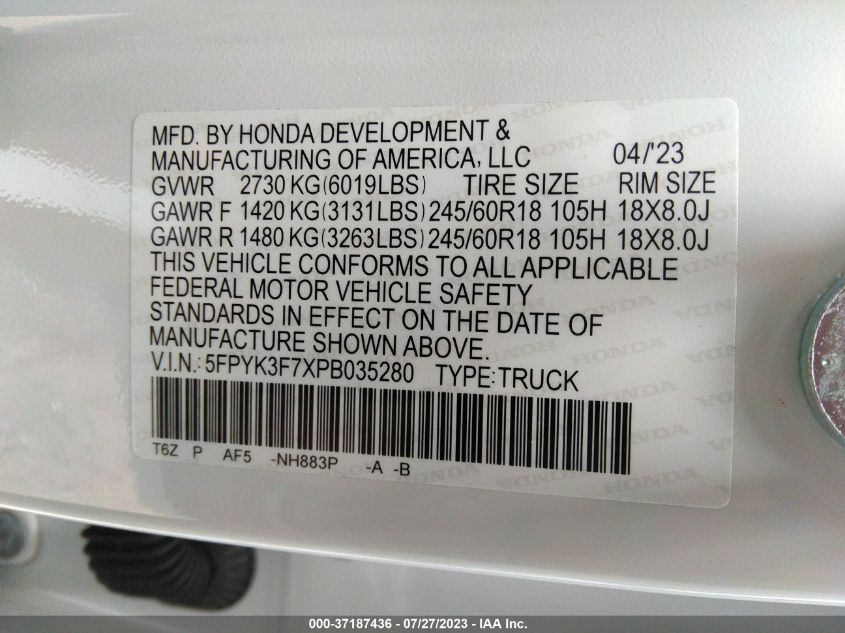 MFD. BY HONDA DEVELOPMENT &
MANUFACTURING OF AMERICA, LLC 04/'23
GVWR 2730 KG(6019LBS) TIRE SIZE RIM SIZE
GAWR F 1420 KG(3131LBS) 245/60R18 105H 18X8.0J
GAWR R 1480 KG(3263LBS) 245/60R18 105H 18X8.0J
THIS VEHICLE CONFORMS TO ALL APPLICABLE
FEDERAL MOTOR VEHICLE SAFETY
STANDARDS IN EFFECT ON THE DATE OF
MANUFACTURE SHOWN ABOVE.
V.I.N.: 5FPYK3F7XPB035280 TYPE:TRUCK
T6Z P AF5 -NH883P -A -B
000-37187436 - 07/27/2023 - IAA Inc.